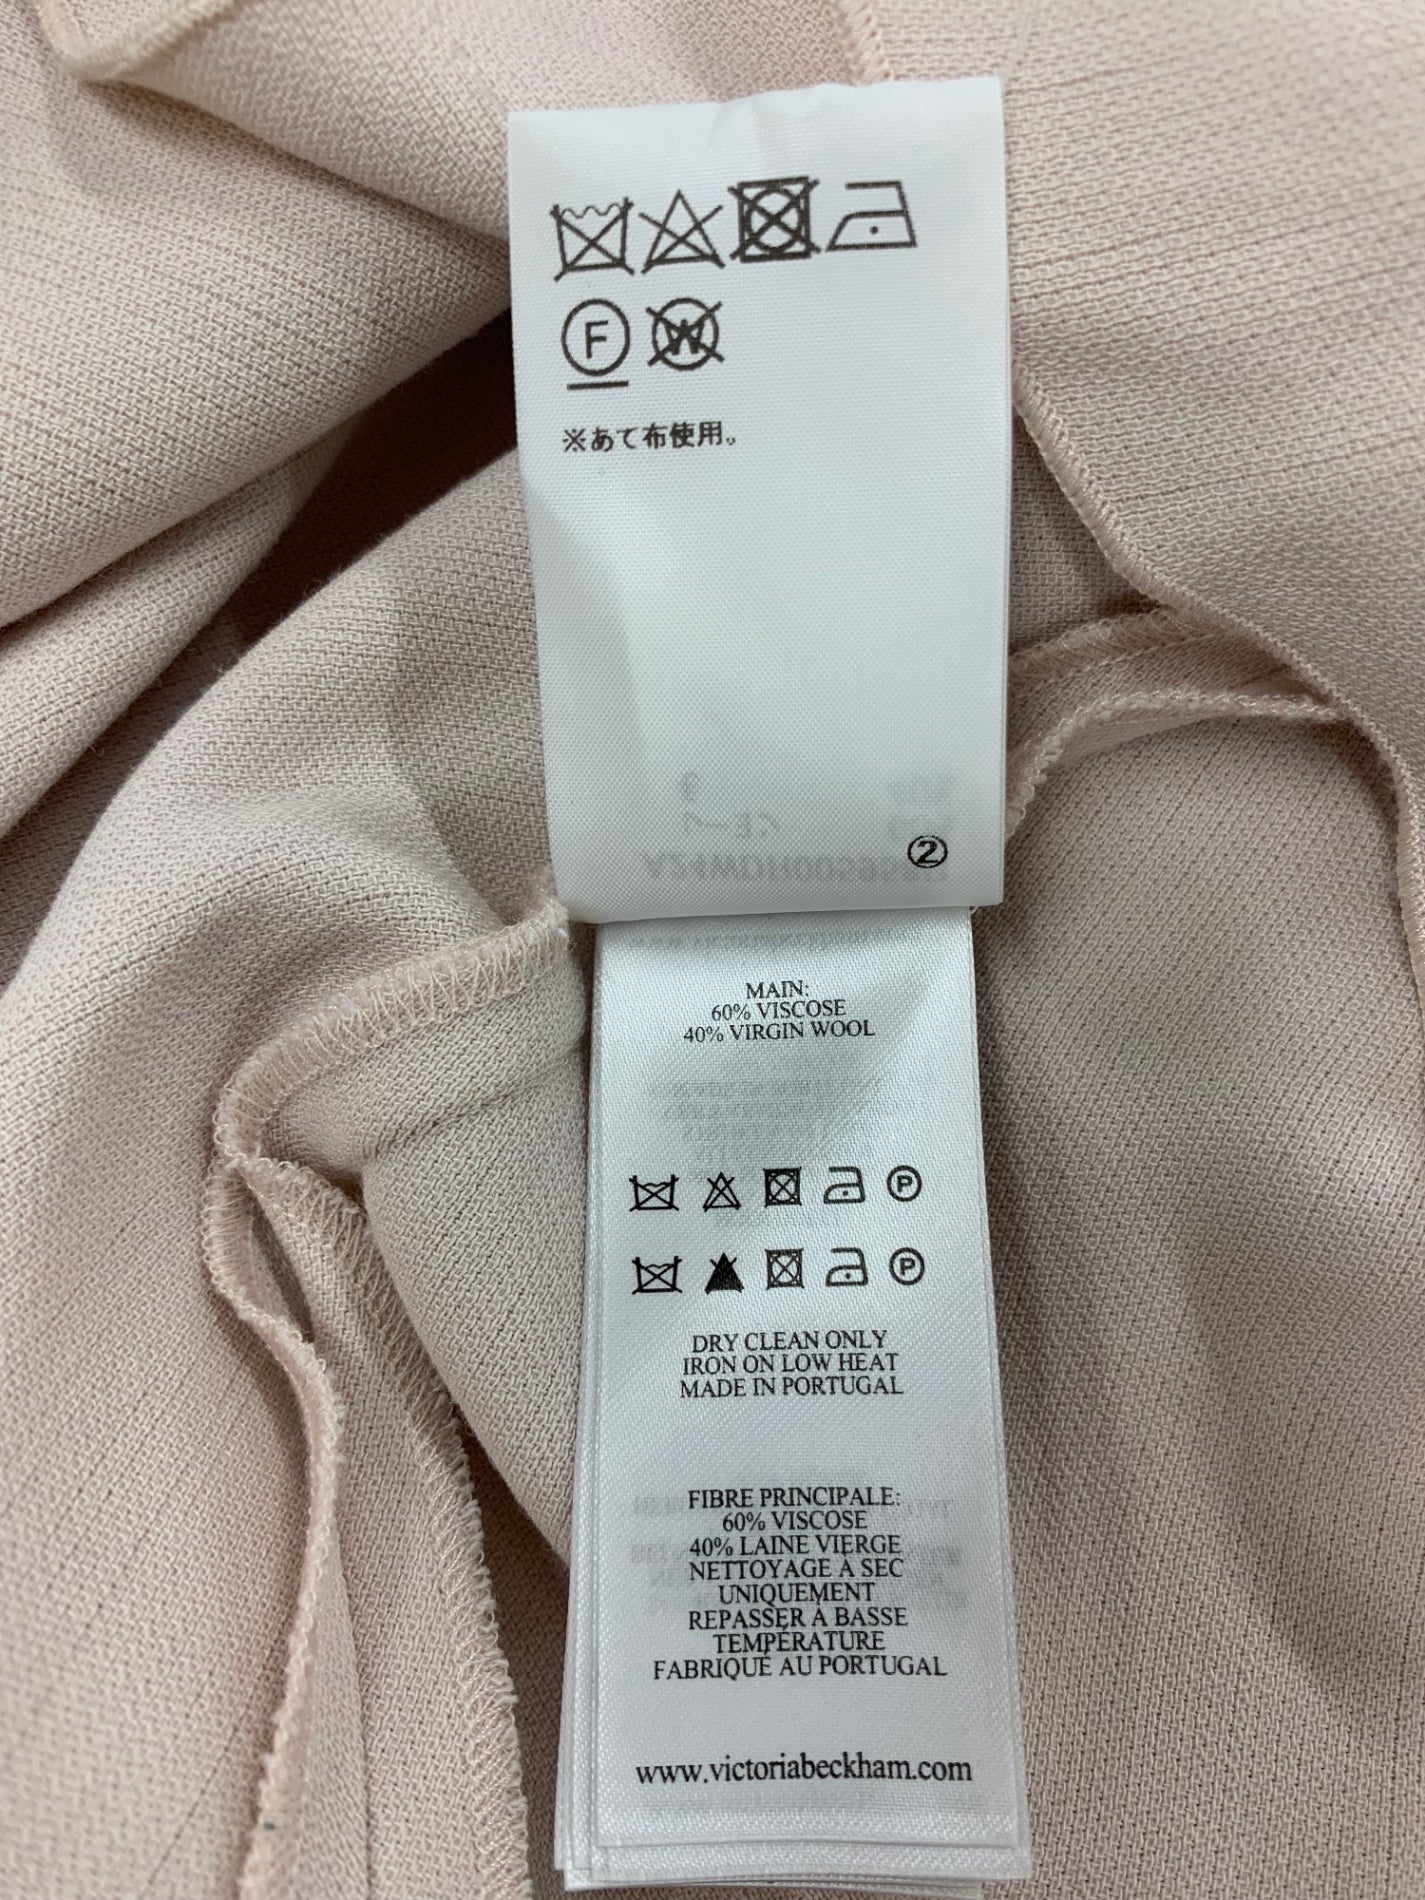 F W
※あて布使用。
②
MAIN:
60% VISCOSE
40% VIRGIN WOOL
P
P
DRY CLEAN ONLY
IRON ON LOW HEAT
MADE IN PORTUGAL
FIBRE PRINCIPALE:
60% VISCOSE
40% LAINE VIERGE
NETTOYAGE À SEC
UNIQUEMENT
REPASSER À BASSE
TEMPÉRATURE
FABRIQUÉ AU PORTUGAL
www.victoriabeckham.com